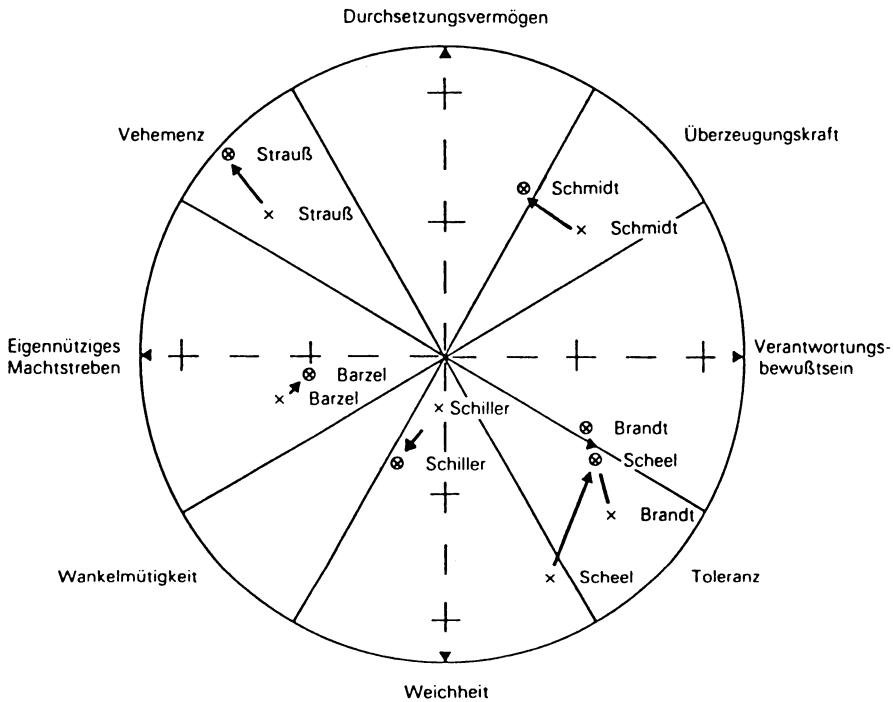 Durchsetzungsvermögen
Vehemenz
Überzeugungskraft
Strauß
Strauß
Schmidt
Schmidt
Eigennütziges
Machtstreben
Verantwortungs-
bewußtsein
Barzel
Barzel
Schiller
Schiller
Brandt
Scheel
Brandt
Scheel
Wankelmütigkeit
Toleranz
Weichheit